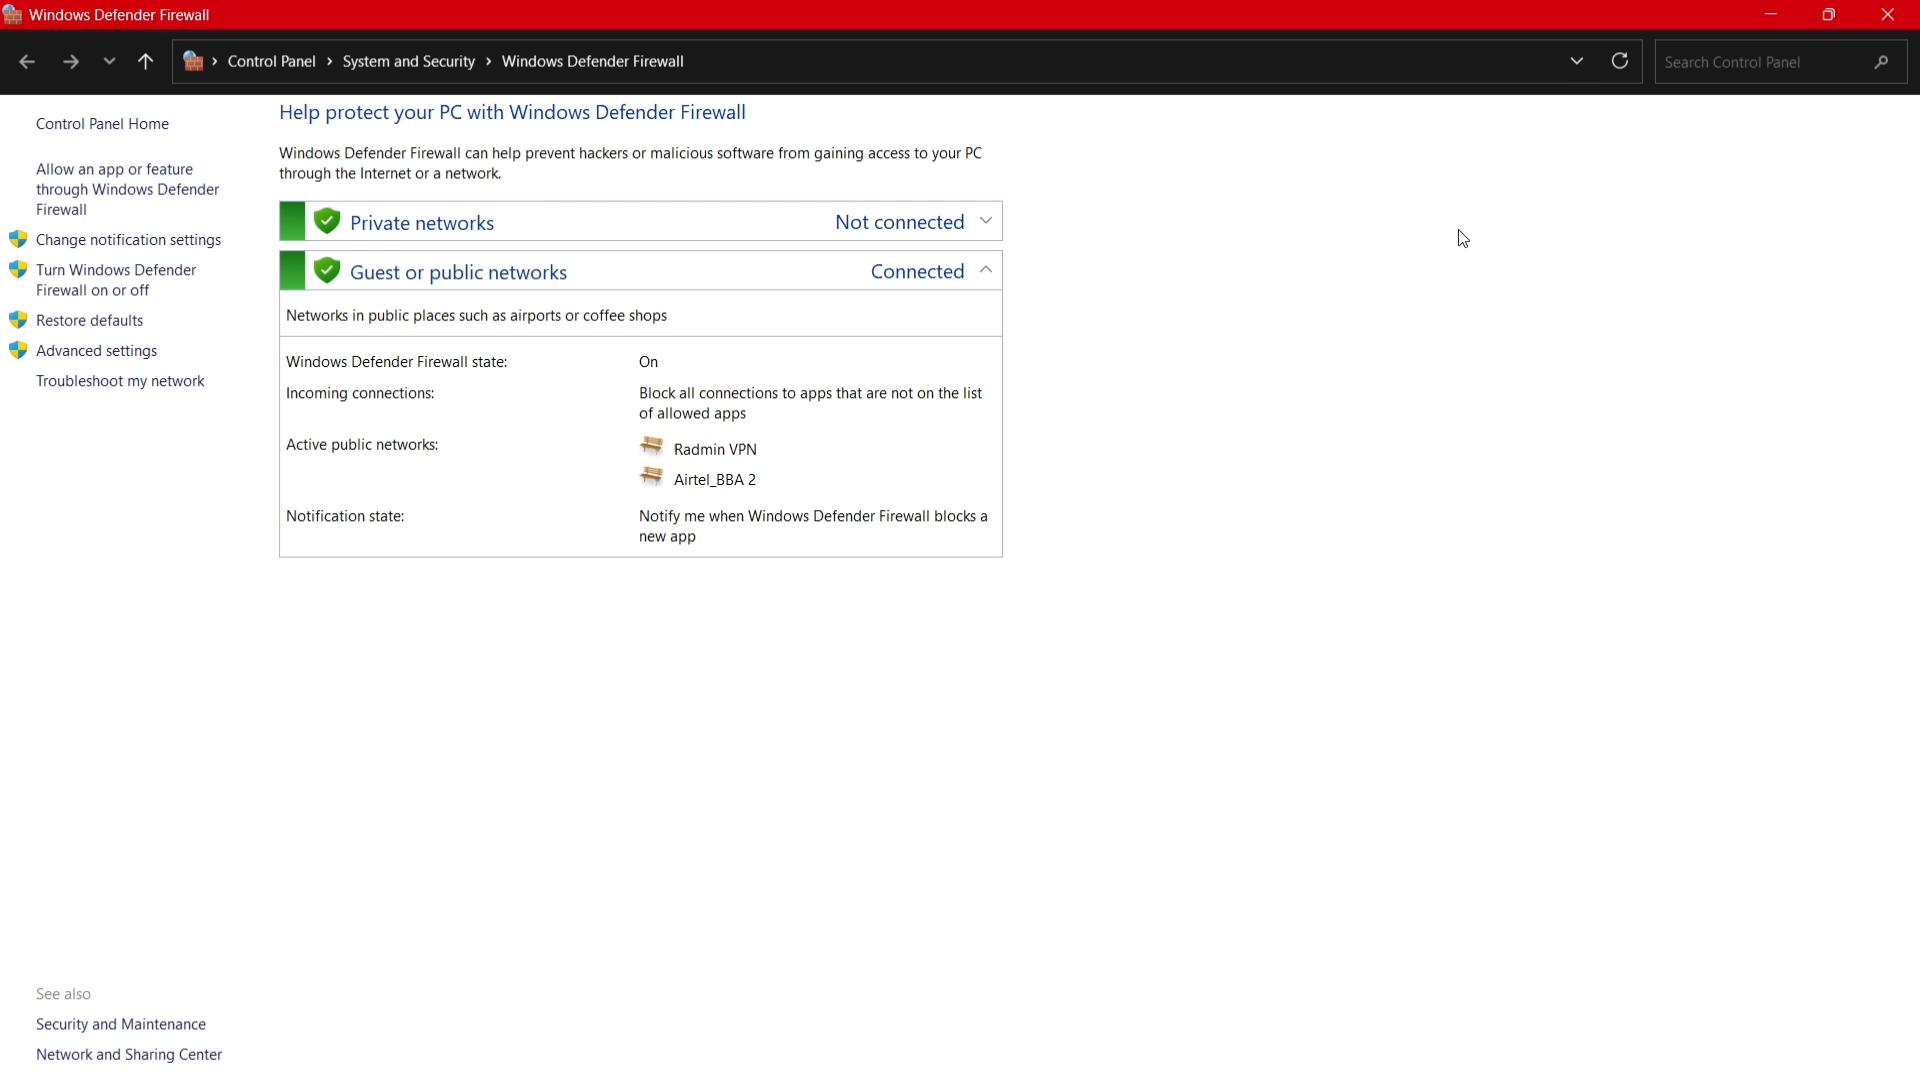 Windows Defender Firewall
Control Panel › System and Security › Windows Defender Firewall
Search Control Panel
Control Panel Home
Allow an app or feature
through Windows Defender
Firewall
Change notification settings
Turn Windows Defender
Firewall on or off
Restore defaults
Advanced settings
Troubleshoot my network
Help protect your PC with Windows Defender Firewall
Windows Defender Firewall can help prevent hackers or malicious software from gaining access to your PC
through the Internet or a network.
Private networks Not connected
Guest or public networks Connected
Networks in public places such as airports or coffee shops
Windows Defender Firewall state: On
Incoming connections: Block all connections to apps that are not on the list
of allowed apps
Active public networks: Radmin VPN
Airtel_BBA 2
Notification state: Notify me when Windows Defender Firewall blocks a
new app
See also
Security and Maintenance
Network and Sharing Center